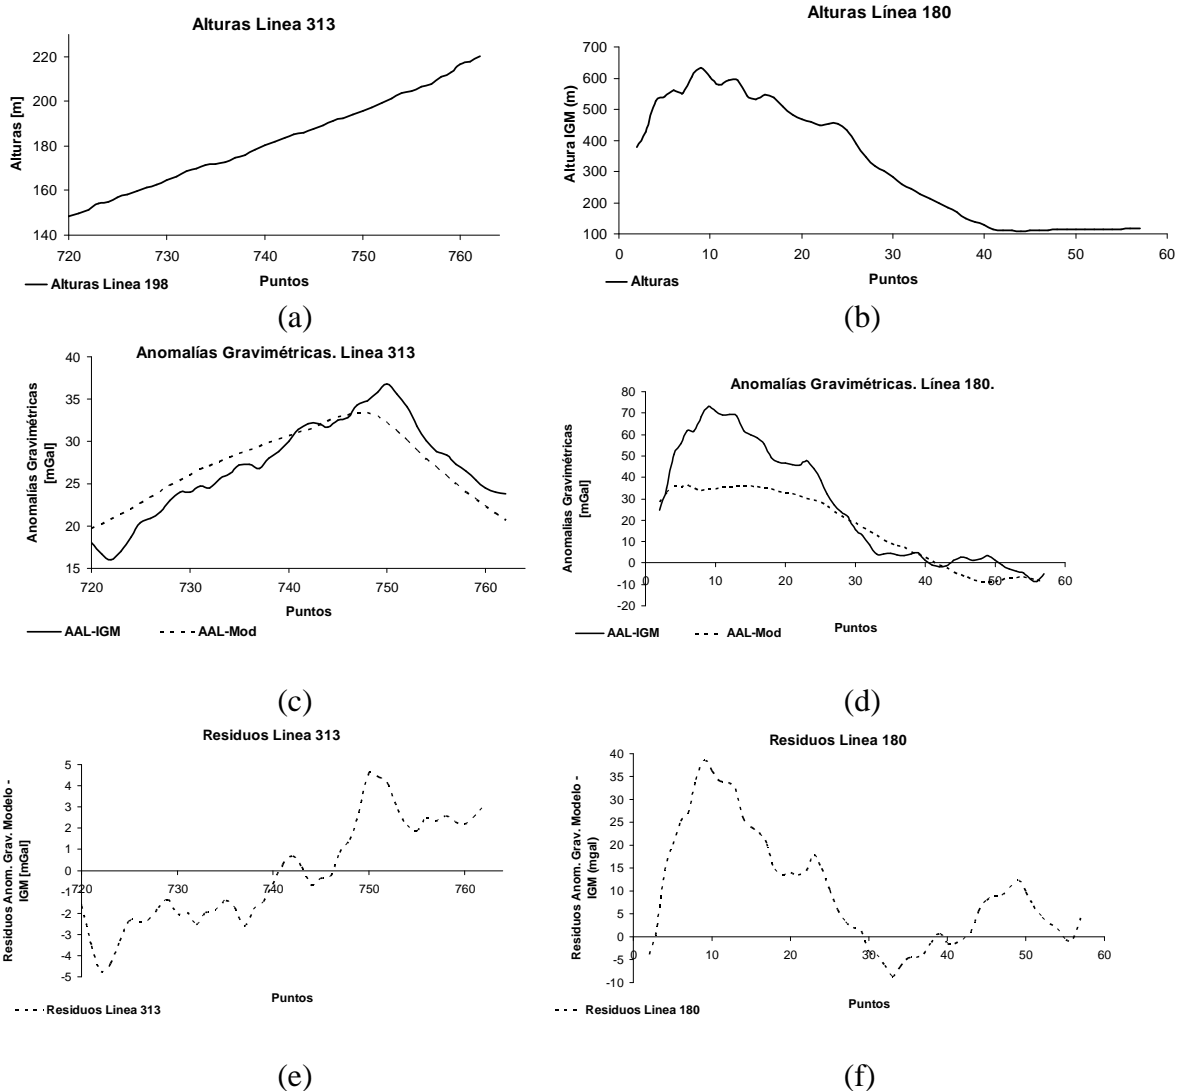 Alturas Linea 313
Alturas [m]
220
200
180
160
140
720 730 740 750 760
Puntos
Alturas Linea 198
(a)
Alturas Línea 180
Altura IGM (m)
700
600
500
400
300
200
100
0 10 20 30 40 50 60
Puntos
Alturas
(b)
Anomalías Gravimétricas. Linea 313
Anomalías Gravimétricas
[mGal]
40
35
30
25
20
15
720 730 740 750 760
Puntos
AAL-IGM AAL-Mod
(c)
Anomalías Gravimétricas. Línea 180.
Anomalias Gravimétricas
[mGal]
80
70
60
50
40
30
20
10
0
-10
-20
0 10 20 30 40 50 60
Puntos
AAL-IGM AAL-Mod
(d)
Residuos Linea 313
Residuos Anom. Grav. Modelo -
IGM [mGal]
5
4
3
2
1
0
-1
-2
-3
-4
-5
720 730 740 750 760
Puntos
Residuos Linea 313
(e)
Residuos Linea 180
Residuos Anom. Grav. Modelo -
IGM (mgal)
40
35
30
25
20
15
10
5
0
-5
-10
0 10 20 30 40 50 60
Puntos
Residuos Linea 180
(f)